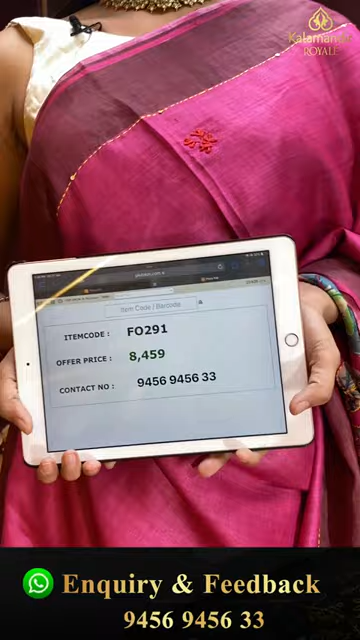 Kalamandir
ROYALE
Item Code / Barcode
ITEMCODE : FO291
OFFER PRICE : 8,459
CONTACT NO : 9456 9456 33
Enquiry & Feedback
9456 9456 33